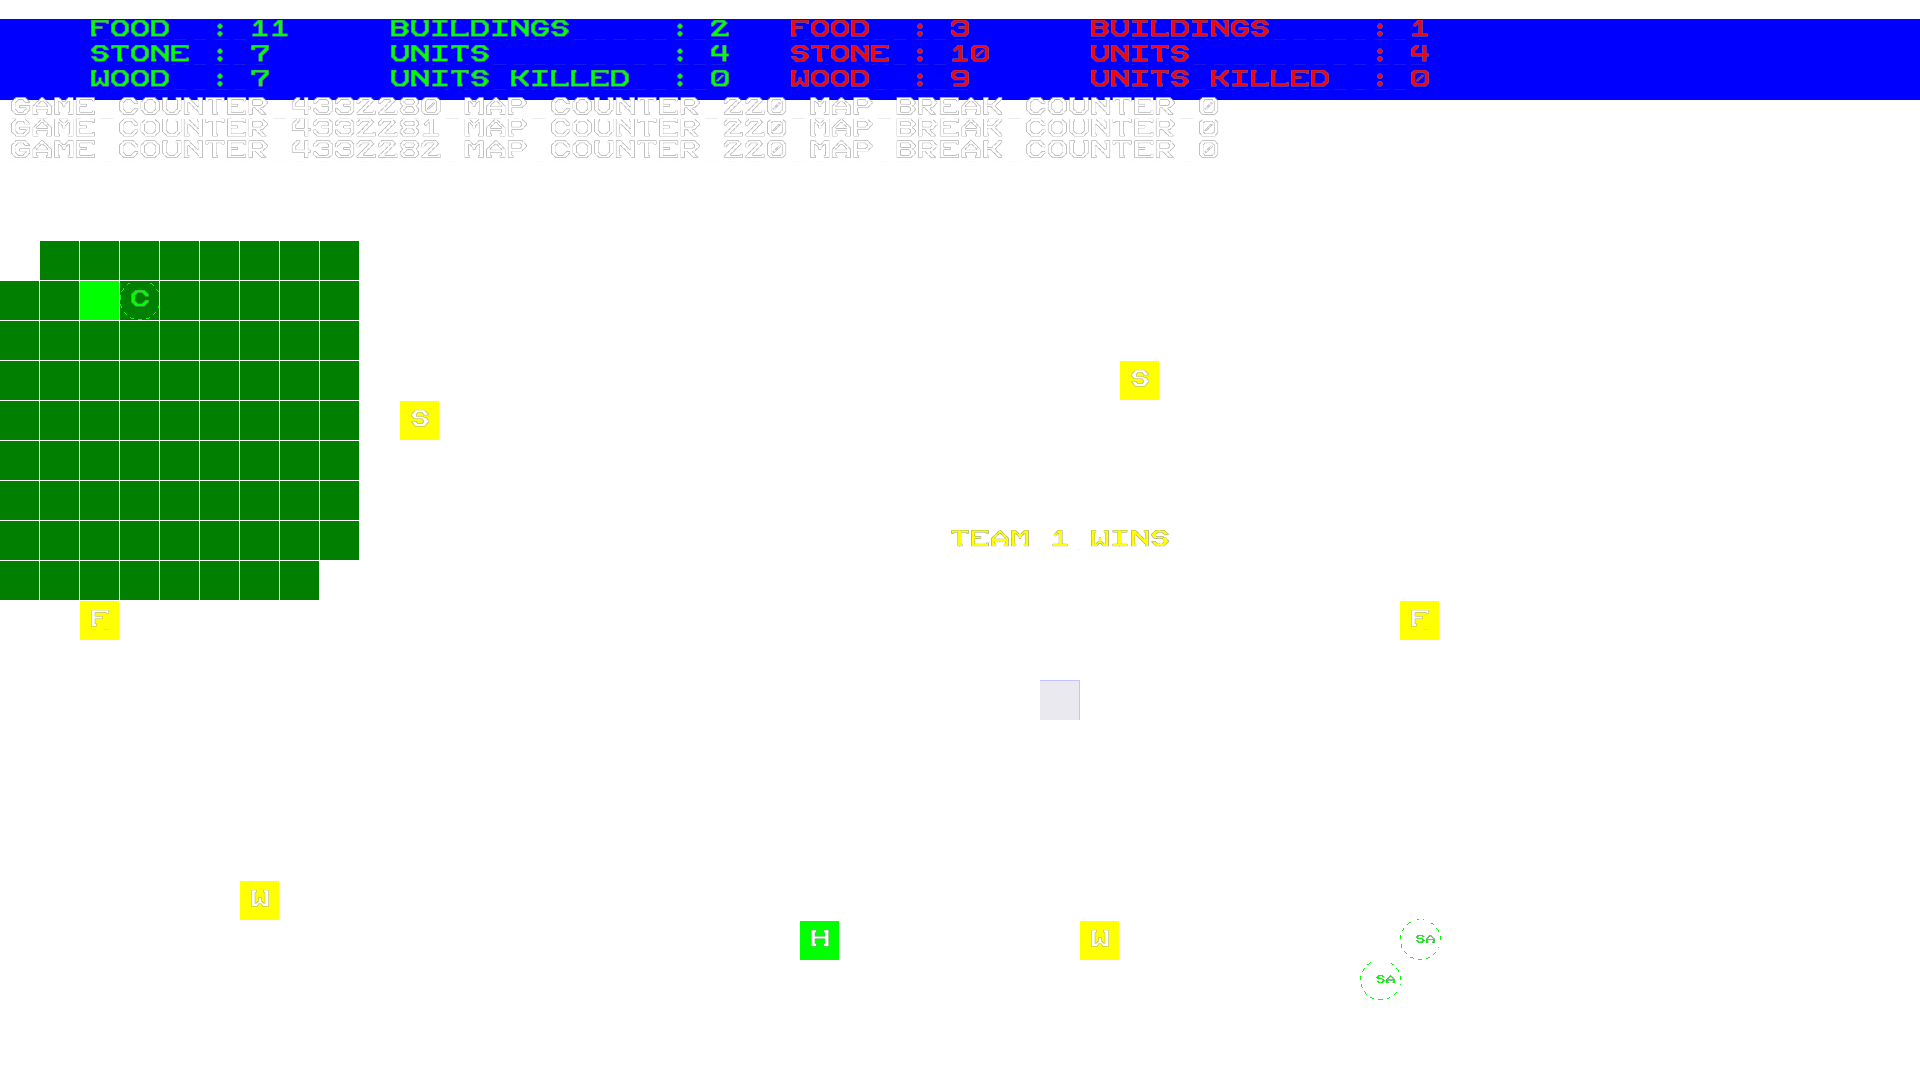 FOOD : 11 BUILDINGS : 2 FOOD : 3 BUILDINGS : 1
STONE : 7 UNITS : 4 STONE : 10 UNITS : 4
WOOD : 7 UNITS KILLED : 0 WOOD : 9 UNITS KILLED : 0
GAME COUNTER 4332280 MAP COUNTER 220 MAP BREAK COUNTER 0
GAME COUNTER 4332281 MAP COUNTER 220 MAP BREAK COUNTER 0
GAME COUNTER 4332282 MAP COUNTER 220 MAP BREAK COUNTER 0
C
S
S
TEAM 1 WINS
F
F
W
H
W
SA
SA